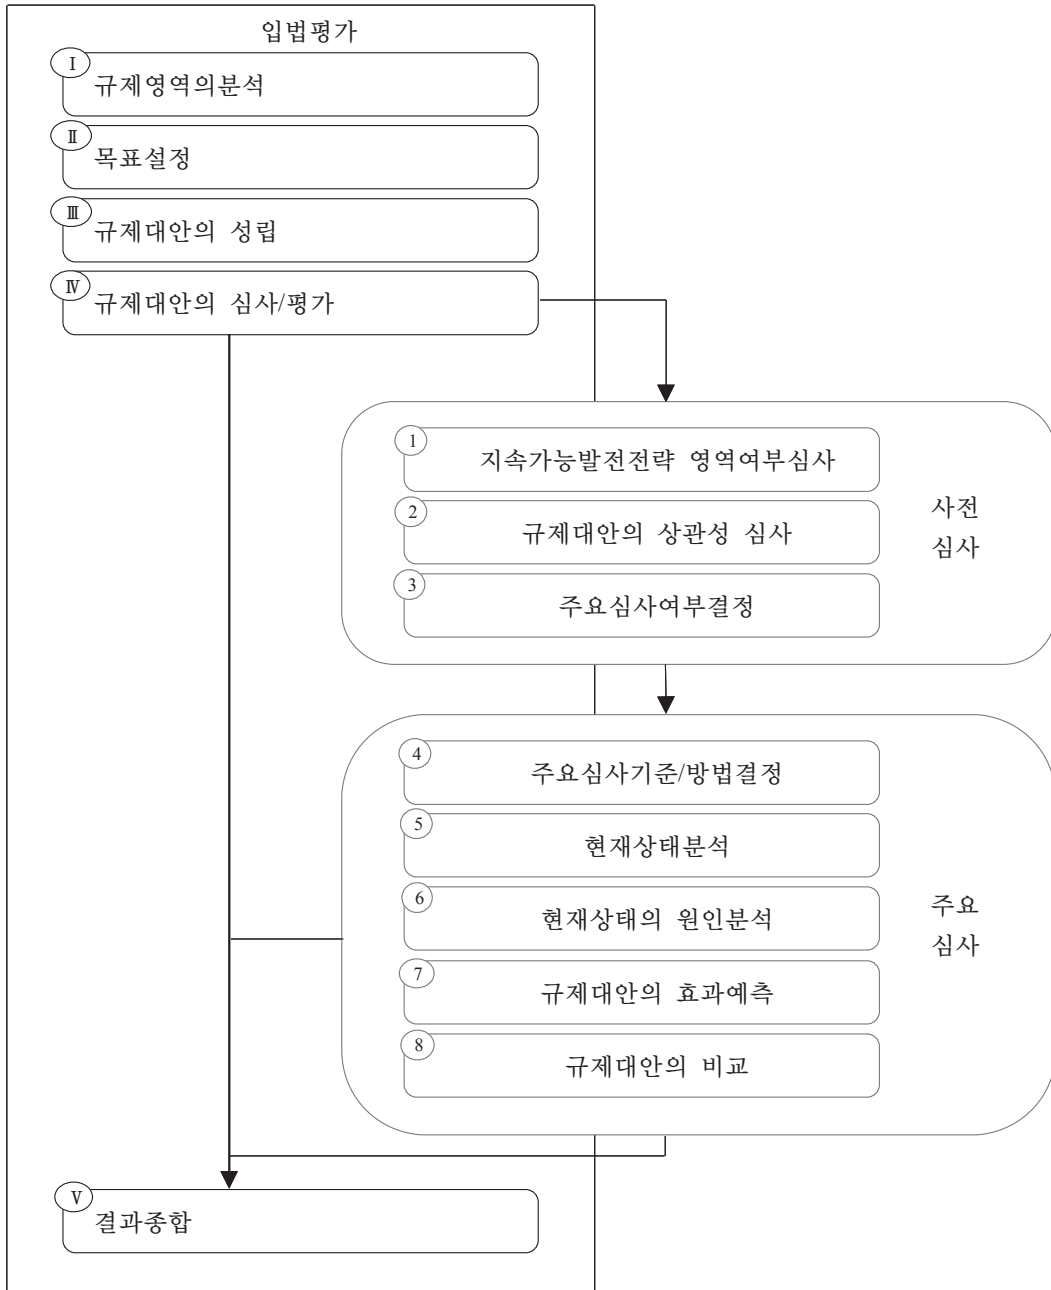 입법평가
Ⅰ
규제영역의분석
Ⅱ
목표설정
Ⅲ
규제대안의 성립
Ⅳ
규제대안의 심사/평가
1
지속가능발전전략 영역여부심사
2
규제대안의 상관성 심사
3
주요심사여부결정
사전
심사
4
주요심사기준/방법결정
5
현재상태분석
6
현재상태의 원인분석
7
규제대안의 효과예측
8
규제대안의 비교
주요
심사
Ⅴ
결과종합